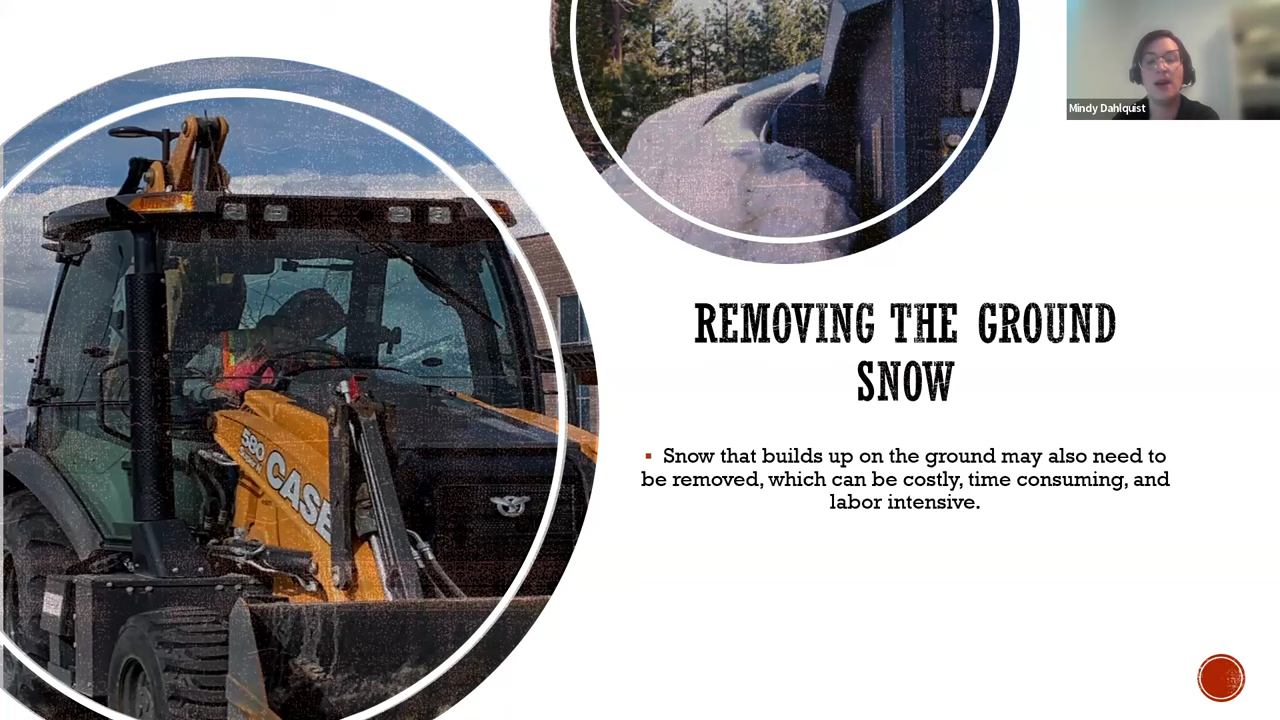 Mindy Dahlquist
REMOVING THE GROUND
SNOW
▪ Snow that builds up on the ground may also need to
be removed, which can be costly, time consuming, and
labor intensive.
580
CASE